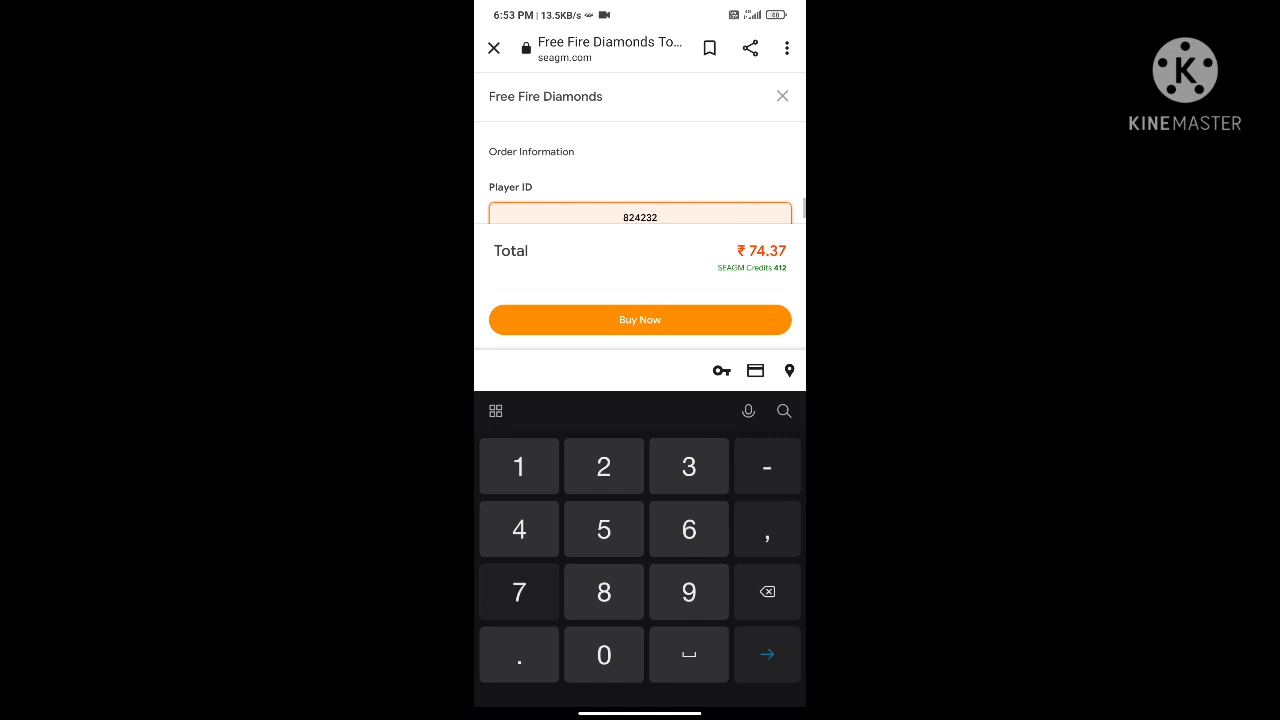 6:53 PM | 13.5KB/s
4G
48
Free Fire Diamonds To...
seagm.com
K
KINEMASTER
Free Fire Diamonds
Order Information
Player ID
824232
Total
₹ 74.37
SEAGM Credits 412
Buy Now
1 2 3 -
4 5 6 ,
7 8 9
. 0